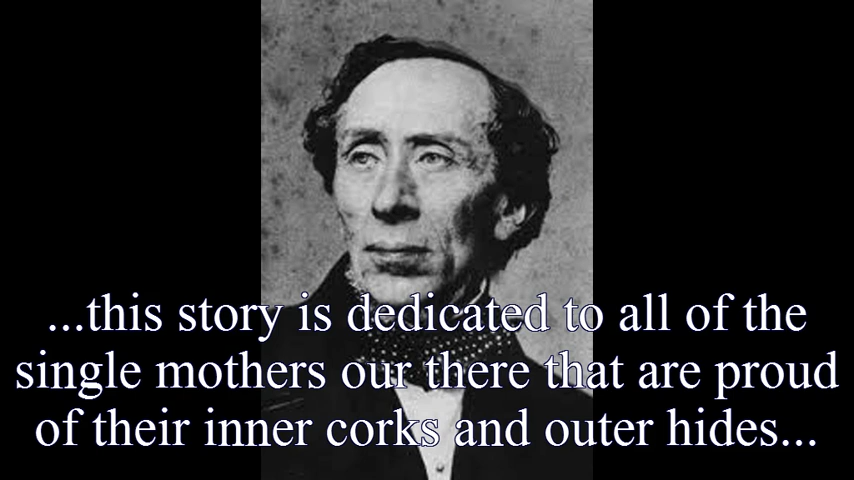 ...this story is dedicated to all of the
single mothers our there that are proud
of their inner corks and outer hides...